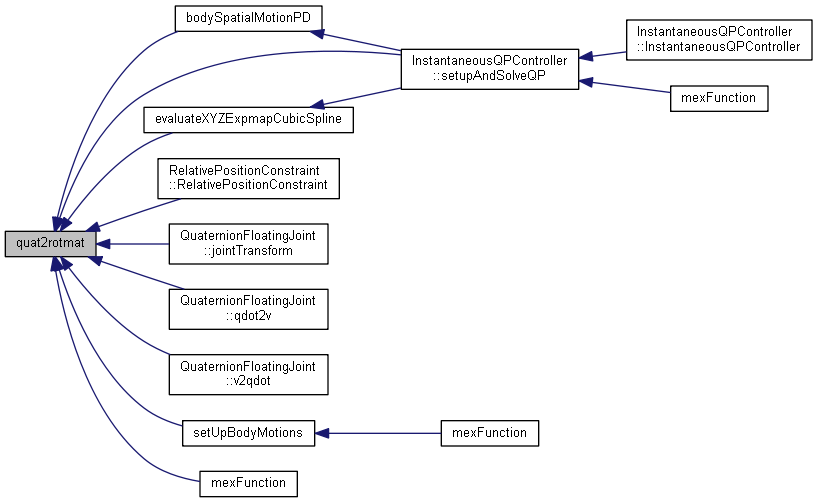 bodySpatialMotionPD
InstantaneousQPController
::InstantaneousQPController
InstantaneousQPController
::setupAndSolveQP
mexFunction
evaluateXYZExpmapCubicSpline
RelativePositionConstraint
::RelativePositionConstraint
quat2rotmat
QuaternionFloatingJoint
::jointTransform
QuaternionFloatingJoint
::qdot2v
QuaternionFloatingJoint
::v2qdot
setUpBodyMotions
mexFunction
mexFunction